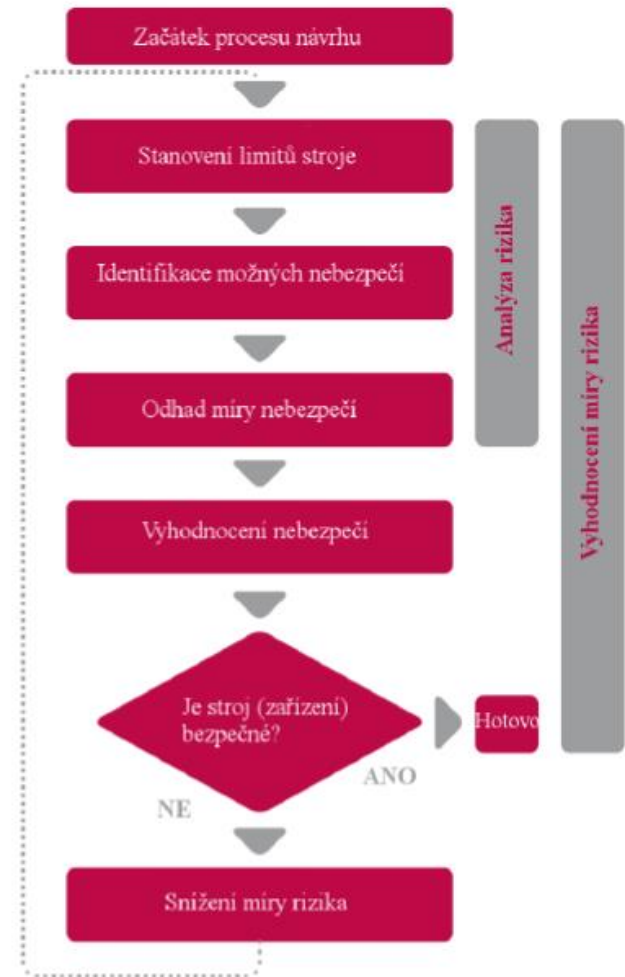 Začátek procesu návrhu
Stanovení limitů stroje
Identifikace možných nebezpečí
Odhad míry nebezpečí
Analýza rizika
Vyhodnocení nebezpečí
Vyhodnocení míry rizika
Je stroj (zařízení)
bezpečné?
Hotovo
ANO
NE
Snížení míry rizika